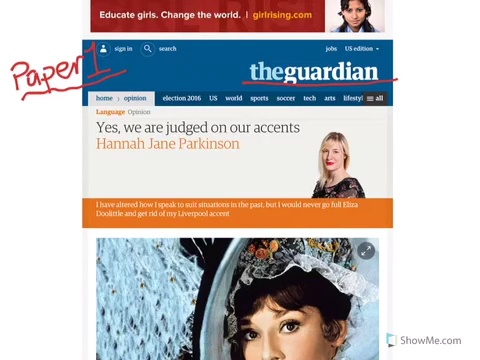 Educate girls. Change the world. | girlrising.com
Paper 1
sign in search jobs US edition
theguardian
home opinion election 2016 US world sports soccer tech arts lifestyl all
Language Opinion
Yes, we are judged on our accents
Hannah Jane Parkinson
I have altered how I speak to suit situations in the past, but I would never go full Eliza
Doolittle and get rid of my Liverpool accent
ShowMe.com